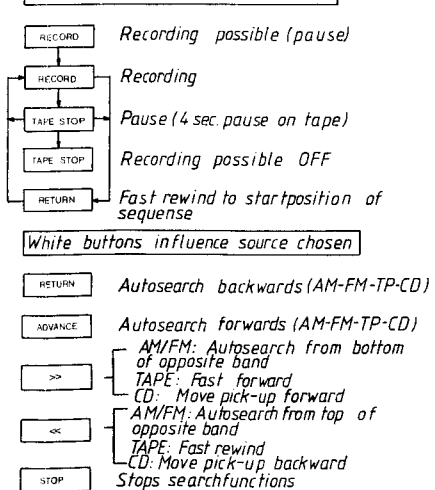 RECORD Recording possible (pause)
RECORD Recording
TAPE STOP Pause (4 sec. pause on tape)
TAPE STOP Recording possible OFF
RETURN Fast rewind to startposition of
sequense
White buttons influence source chosen
RETURN Autosearch backwards (AM-FM-TP-CD)
ADVANCE Autosearch forwards (AM-FM-TP-CD)
AM/FM: Autosearch from bottom
of opposite band
>> TAPE: Fast forward
CD: Move pick-up forward
AM/FM: Autosearch from top of
<< opposite band
TAPE: Fast rewind
CD: Move pick-up backward
STOP Stops searchfunctions